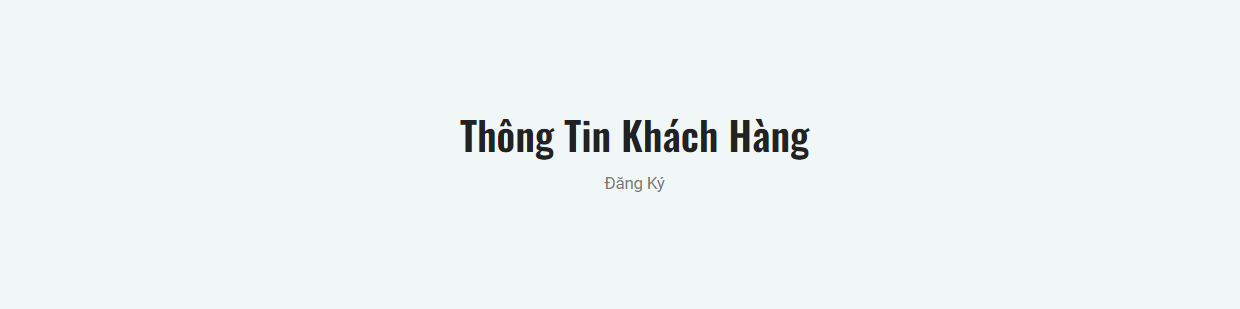 Thông Tin Khách Hàng
Đăng Ký